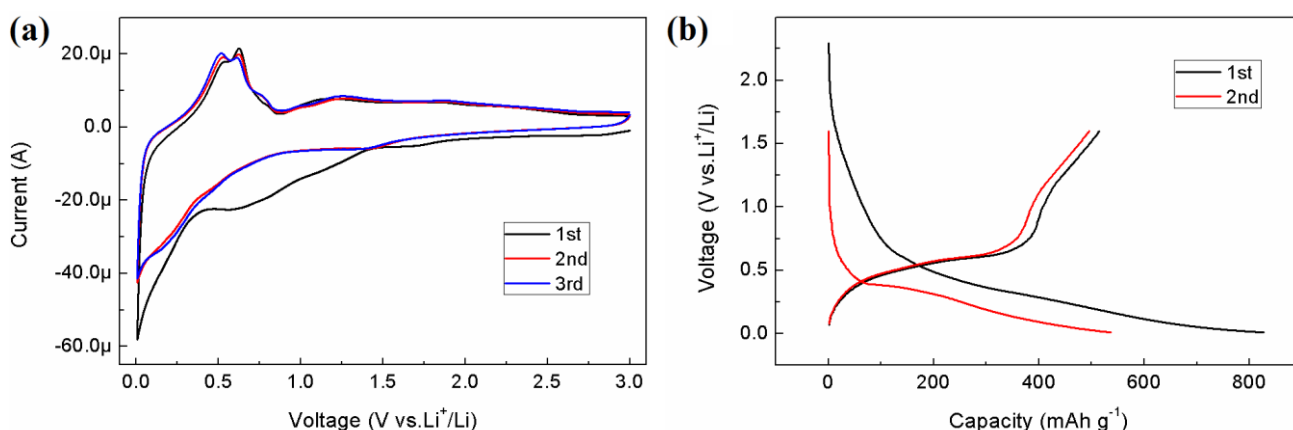 (a)
20.0μ
0.0
-20.0μ
-40.0μ
-60.0μ
Current (A)
1st
2nd
3rd
0.0 0.5 1.0 1.5 2.0 2.5 3.0
Voltage (V vs.Li⁺/Li)
(b)
2.0
1.5
1.0
0.5
0.0
Voltage (V vs.Li⁺/Li)
1st
2nd
0 200 400 600 800
Capacity (mAh g⁻¹)